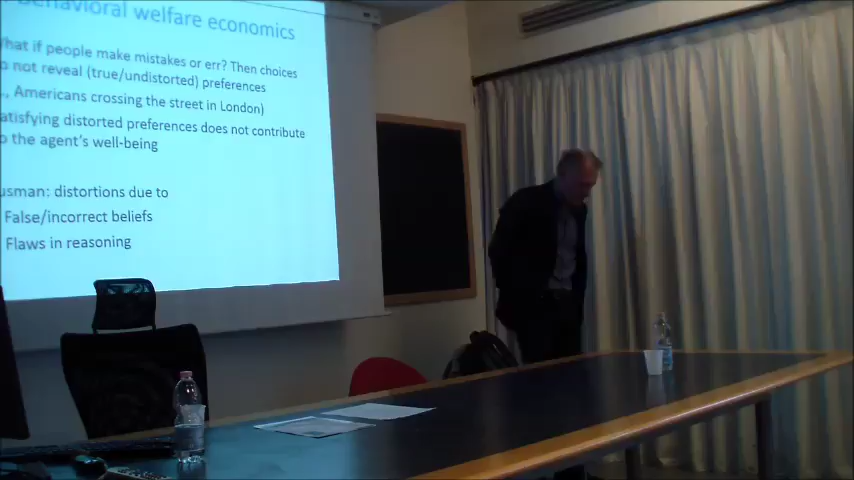 Behavioral welfare economics
What if people make mistakes or err? Then choices
do not reveal (true/undistorted) preferences
., Americans crossing the street in London)
atisfying distorted preferences does not contribute
to the agent's well-being
usman: distortions due to
False/incorrect beliefs
Flaws in reasoning